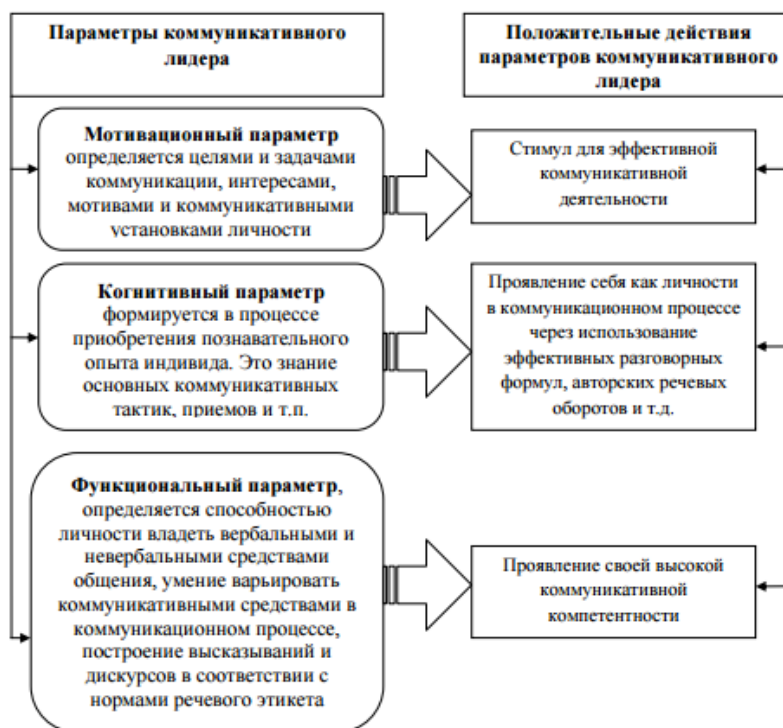 Параметры коммуникативного
лидера
Положительные действия
параметров коммуникативного
лидера
Мотивационный параметр
определяется целями и задачами
коммуникации, интересами,
мотивами и коммуникативными
установками личности
Стимул для эффективной
коммуникативной
деятельности
Когнитивный параметр
формируется в процессе
приобретения познавательного
опыта индивида. Это знание
основных коммуникативных
тактик, приемов и т.п.
Проявление себя как личности
в коммуникационном процессе
через использование
эффективных разговорных
формул, авторских речевых
оборотов и т.д.
Функциональный параметр,
определяется способностью
личности владеть вербальными и
невербальными средствами
общения, умение варьировать
коммуникативными средствами в
коммуникационном процессе,
построение высказываний и
дискурсов в соответствии с
нормами речевого этикета
Проявление своей высокой
коммуникативной
компетентности